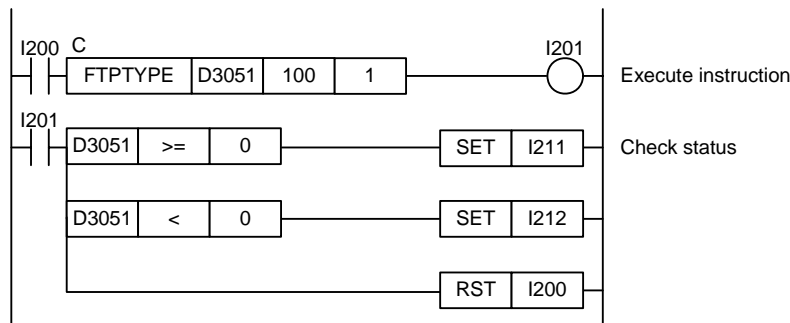 I200 C I201
FTPTYPE D3051 100 1 Execute instruction
I201
D3051 >= 0 SET I211 Check status
D3051 < 0 SET I212
RST I200